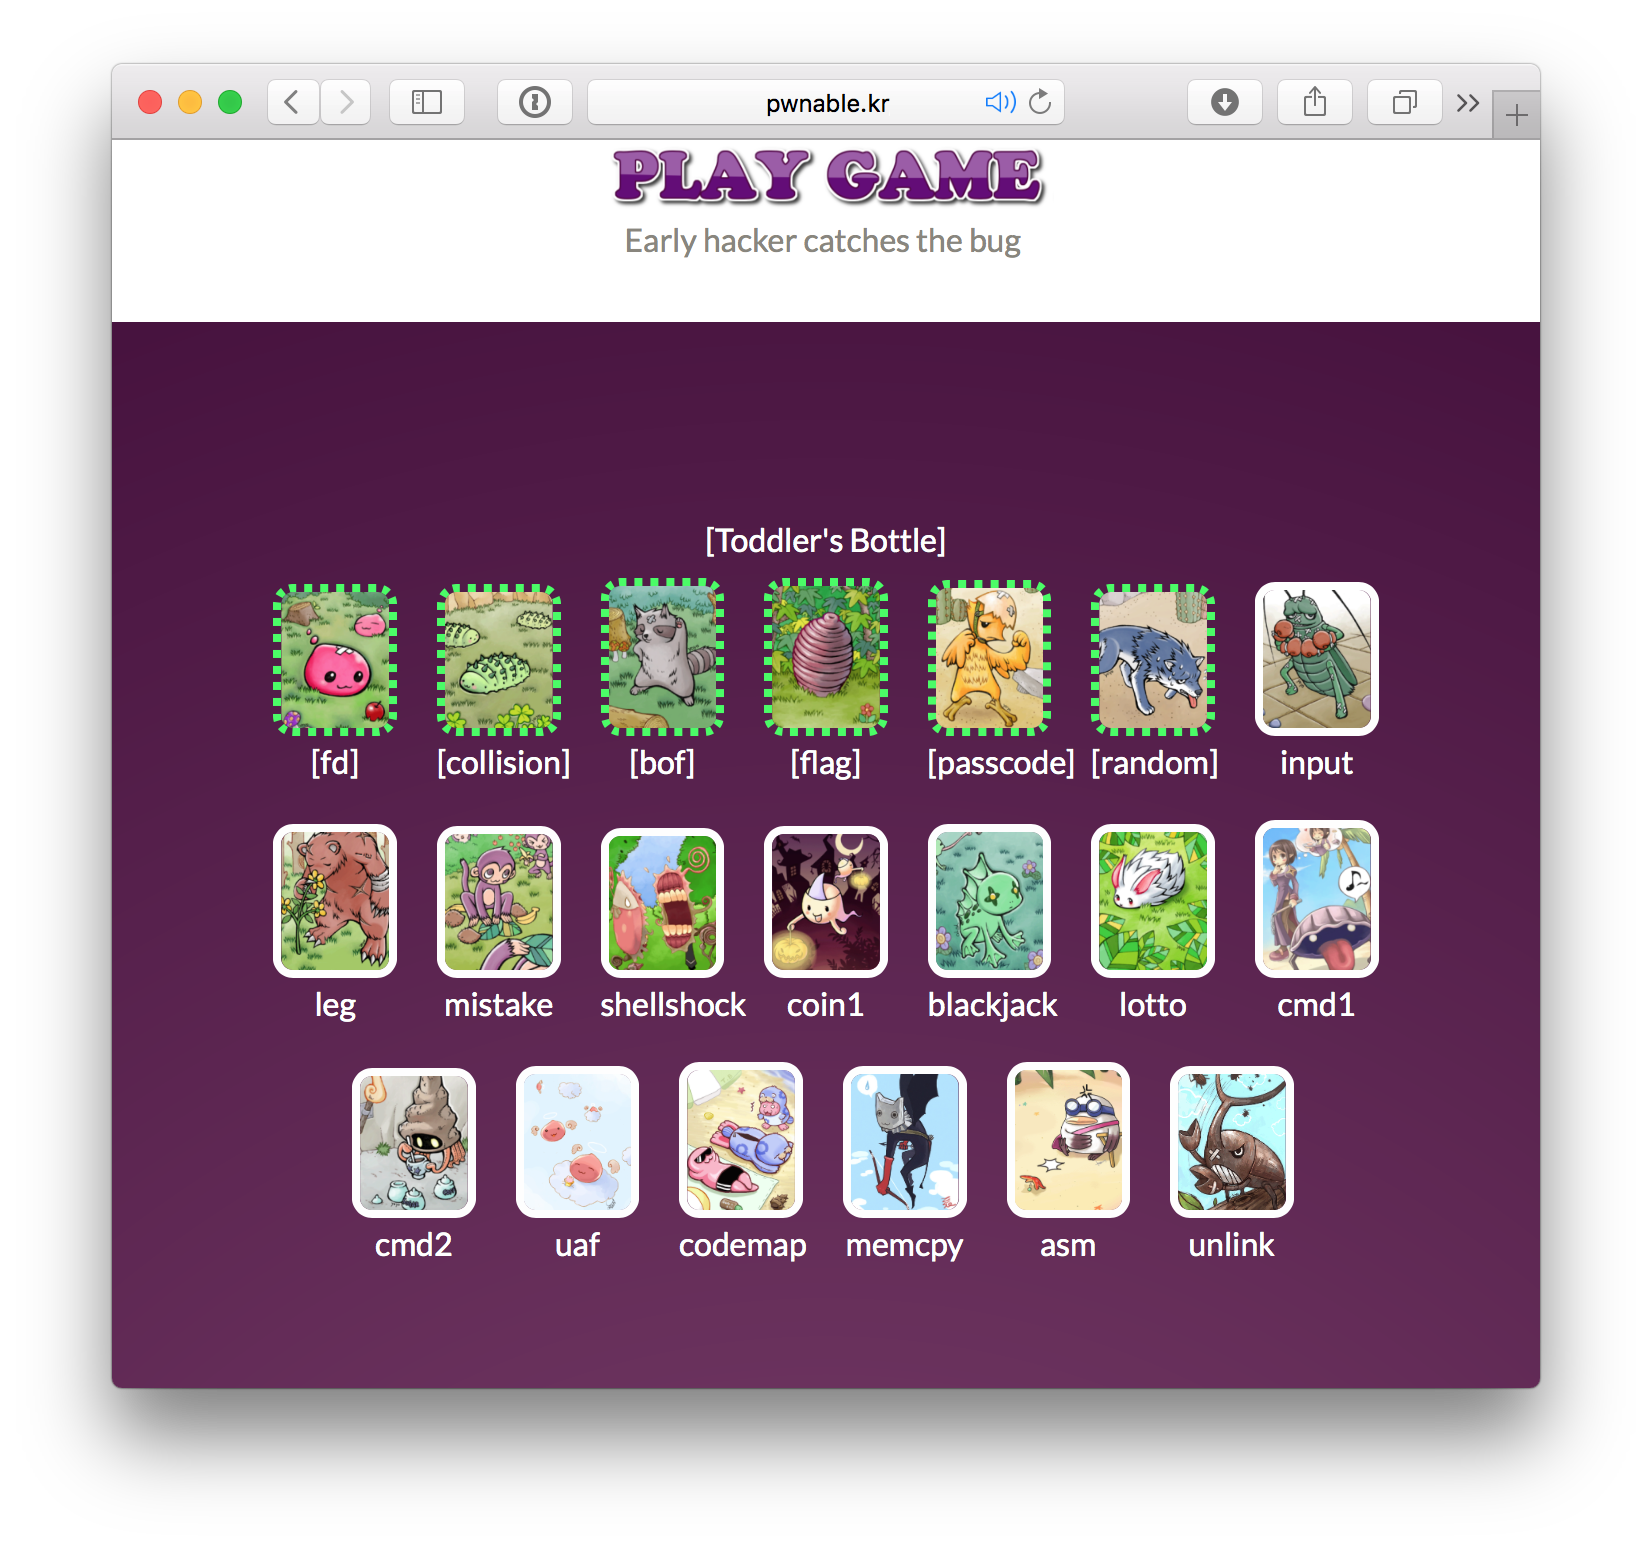 pwnable.kr
PLAY GAME
Early hacker catches the bug
[Toddler's Bottle]
[fd] [collision] [bof] [flag] [passcode] [random] input
leg mistake shellshock coin1 blackjack lotto cmd1
cmd2 uaf codemap memcpy asm unlink